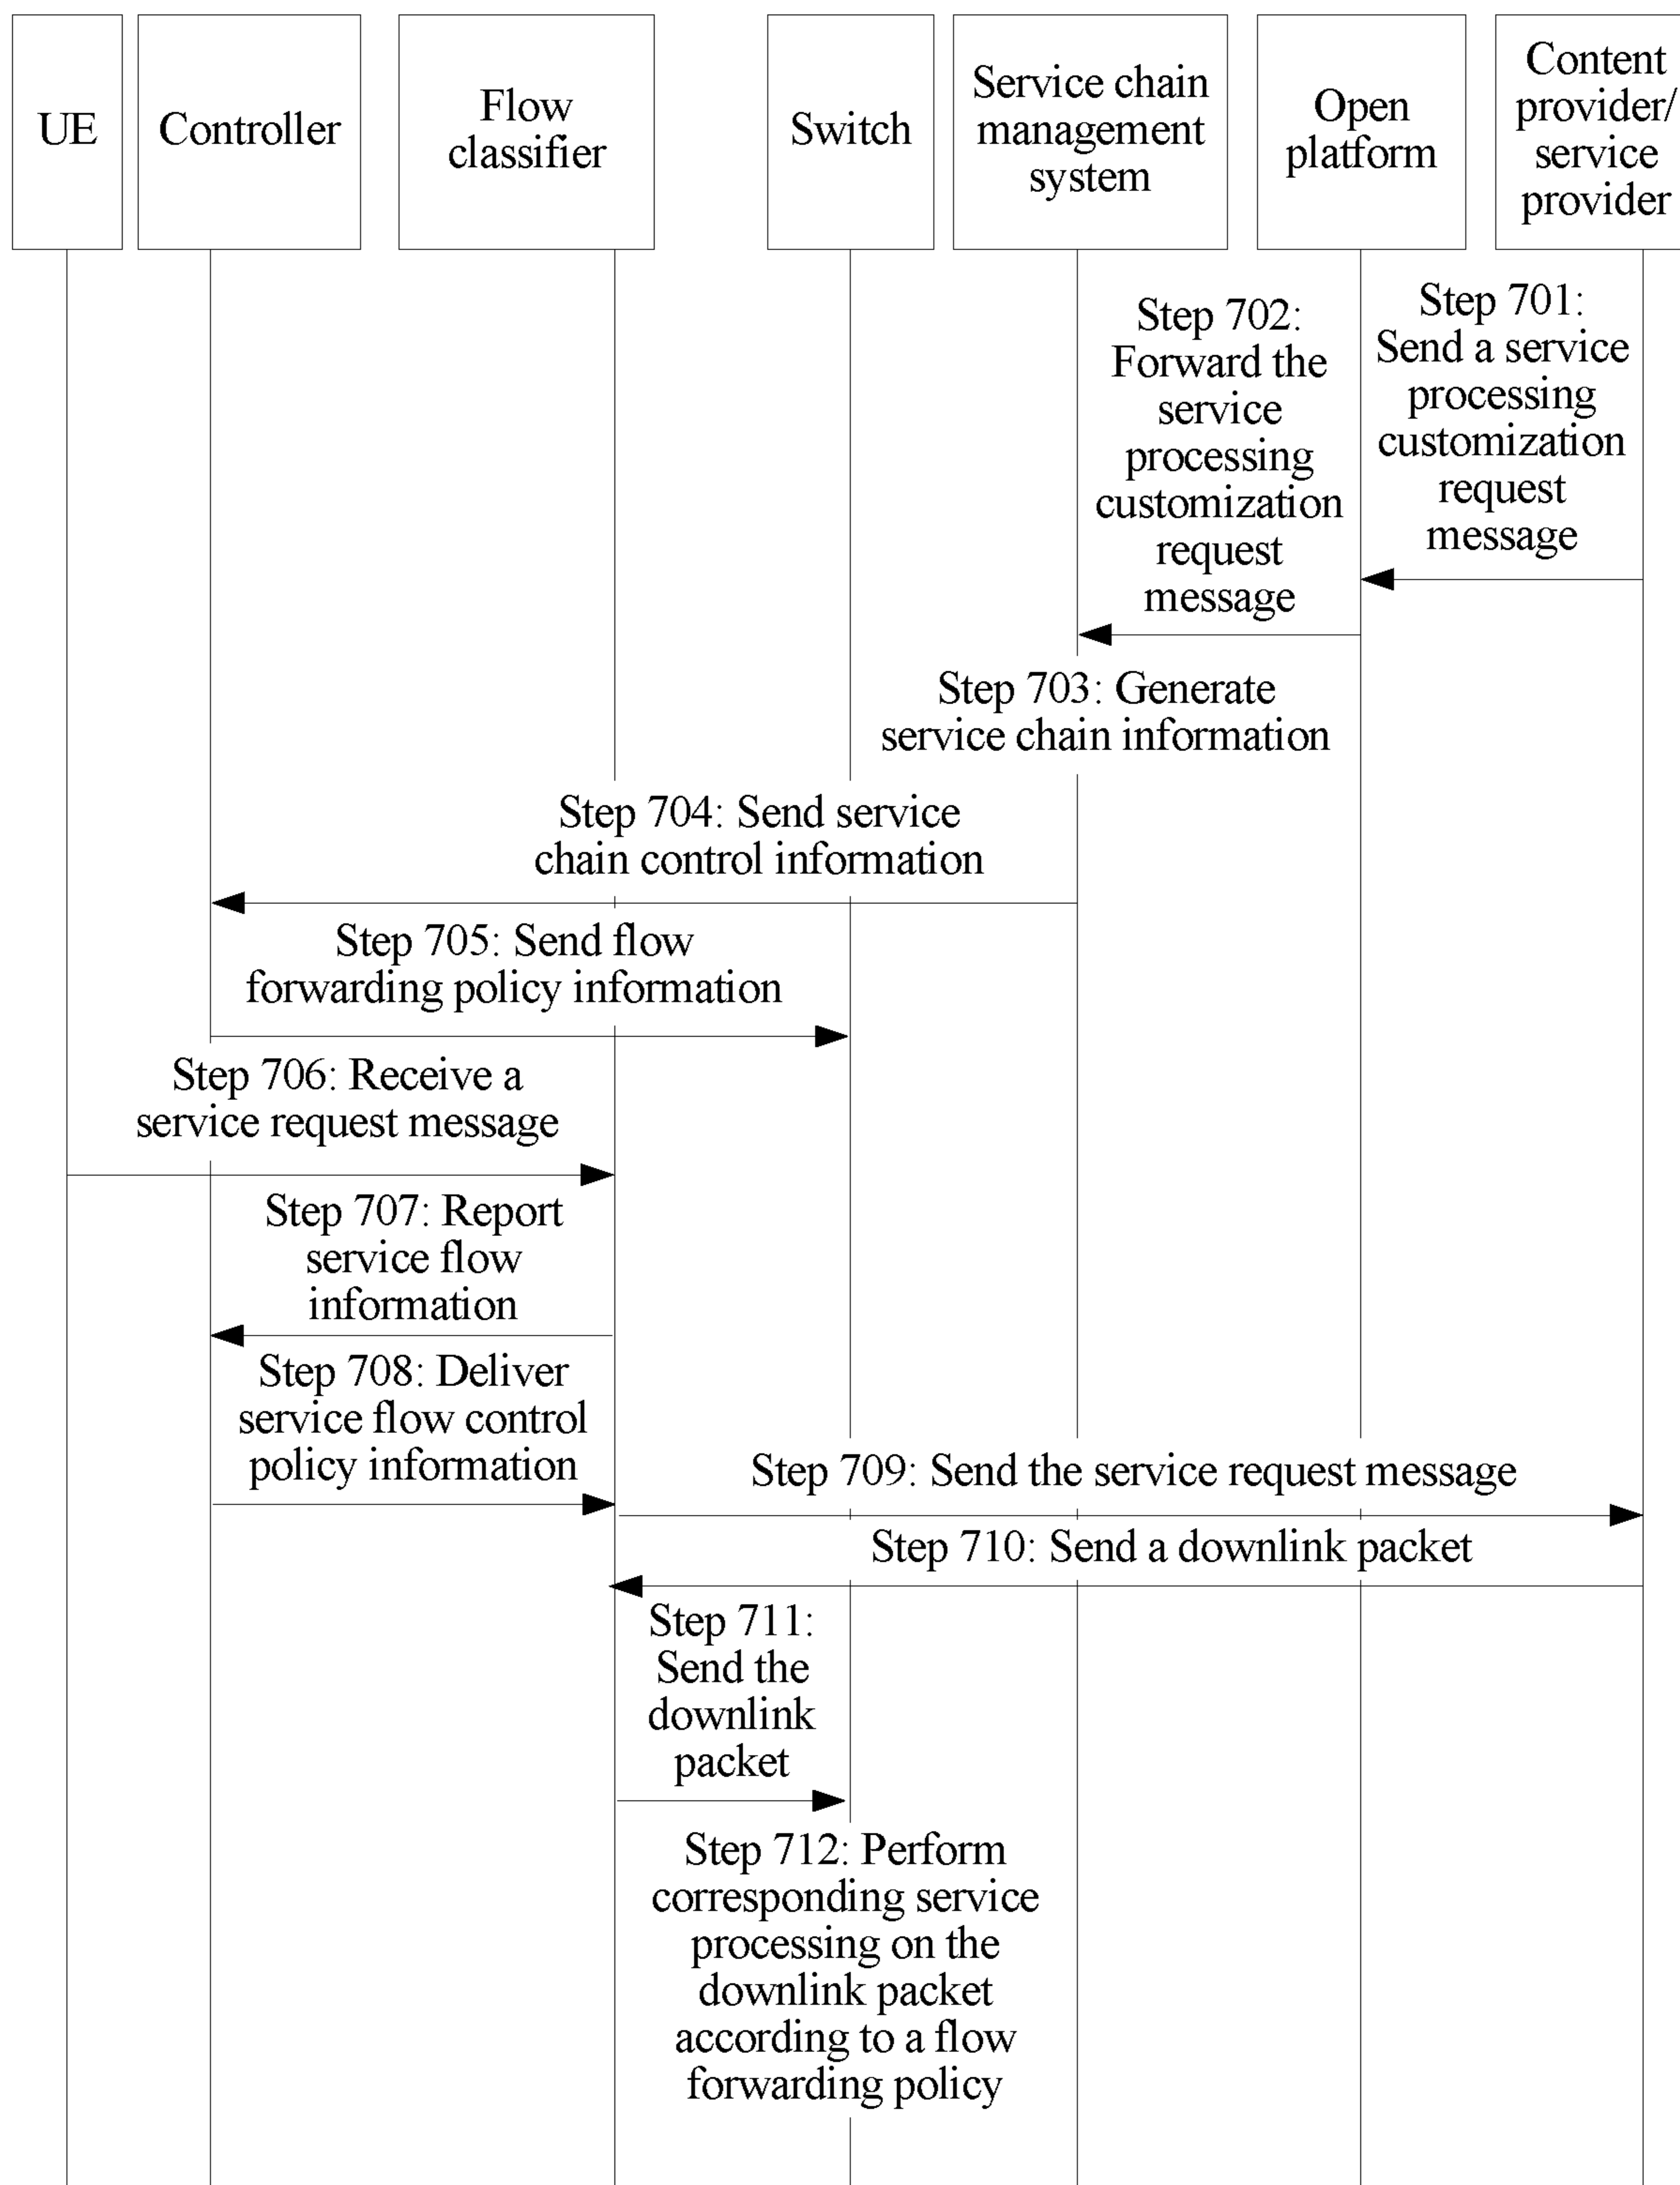 UE
Controller
Flow
classifier
Switch
Service chain
management
system
Open
platform
Content
provider/
service
provider
Step 701:
Send a service
processing
customization
request
message
Step 702:
Forward the
service
processing
customization
request
message
Step 703: Generate
service chain information
Step 704: Send service
chain control information
Step 705: Send flow
forwarding policy information
Step 706: Receive a
service request message
Step 707: Report
service flow
information
Step 708: Deliver
service flow control
policy information
Step 709: Send the service request message
Step 710: Send a downlink packet
Step 711:
Send the
downlink
packet
Step 712: Perform
corresponding service
processing on the
downlink packet
according to a flow
forwarding policy